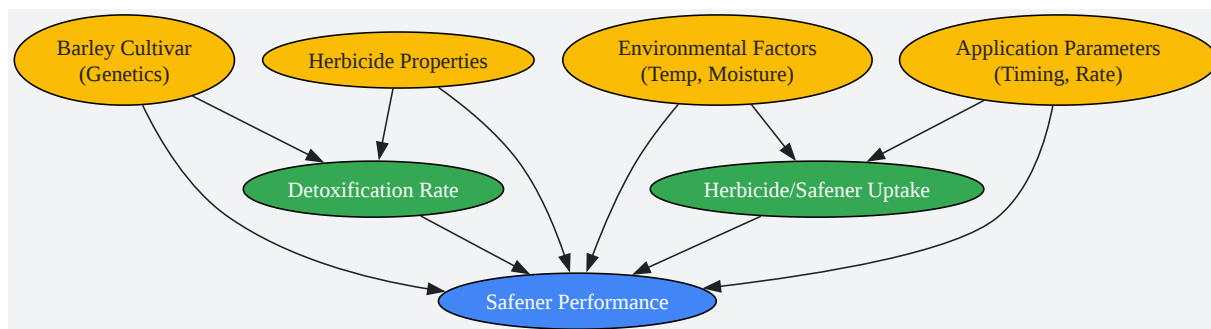 Barley Cultivar
(Genetics)
Herbicide Properties
Environmental Factors
(Temp, Moisture)
Application Parameters
(Timing, Rate)
Detoxification Rate
Herbicide/Safener Uptake
Safener Performance